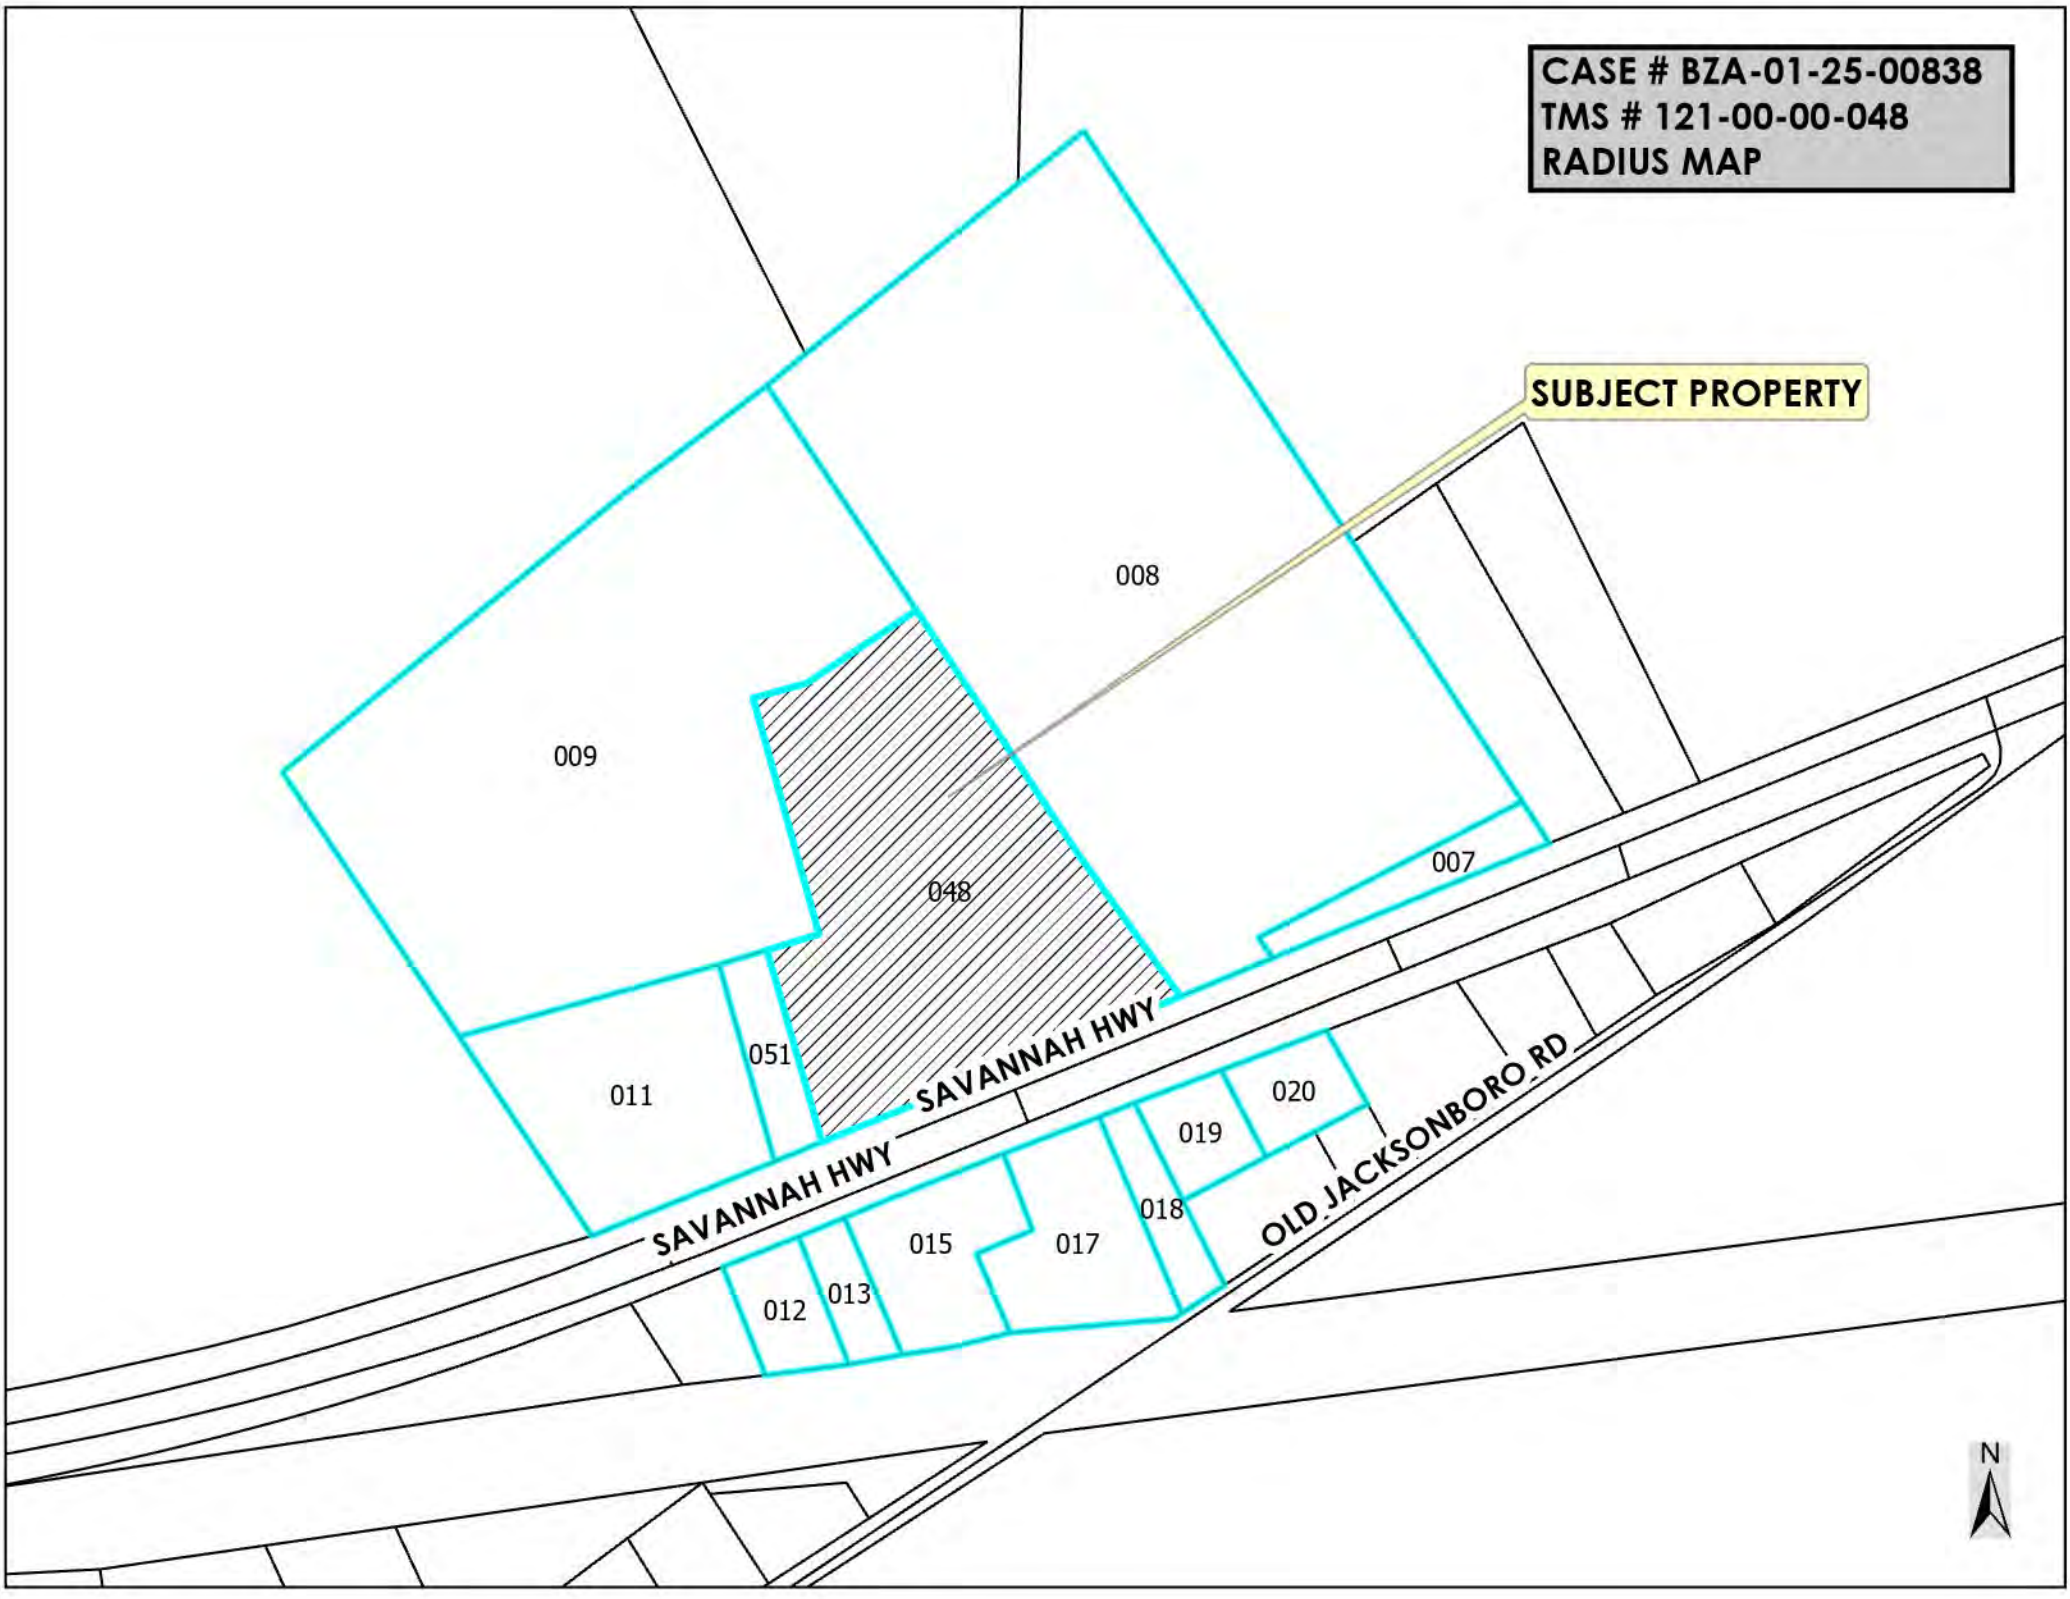 CASE # BZA-01-25-00838
TMS # 121-00-00-048
RADIUS MAP
SUBJECT PROPERTY
008
009
007
048
SAVANNAH HWY
051
011
SAVANNAH HWY
OLD JACKSONBORO RD
020
019
018
017
015
013
012
N